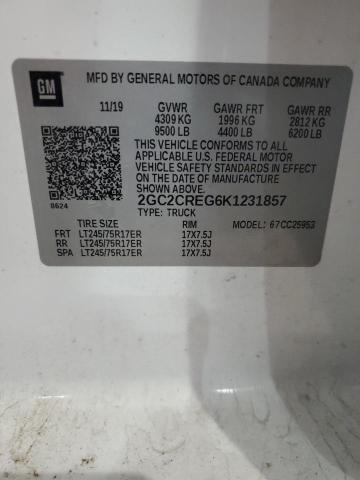 GM
MFD BY GENERAL MOTORS OF CANADA COMPANY
11/19 GVWR GAWR FRT GAWR RR
4309 KG 1996 KG 2812 KG
9500 LB 4400 LB 6200 LB
THIS VEHICLE CONFORMS TO ALL
APPLICABLE U.S. FEDERAL MOTOR
VEHICLE SAFETY STANDARDS IN EFFECT
ON THE DATE OF MANUFACTURE
SHOWN ABOVE.
8624 2GC2CREG6K1231857
TYPE: TRUCK
TIRE SIZE RIM MODEL: 67CC25953
FRT LT245/75R17ER 17X7.5J
RR LT245/75R17ER 17X7.5J
SPA LT245/75R17ER 17X7.5J